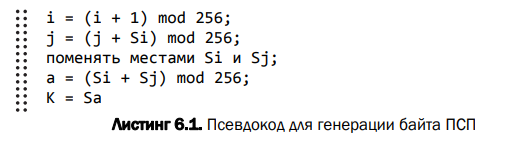 i = (i + 1) mod 256;
j = (j + Si) mod 256;
поменять местами Si и Sj;
a = (Si + Sj) mod 256;
K = Sa
Листинг 6.1. Псевдокод для генерации байта ПСП